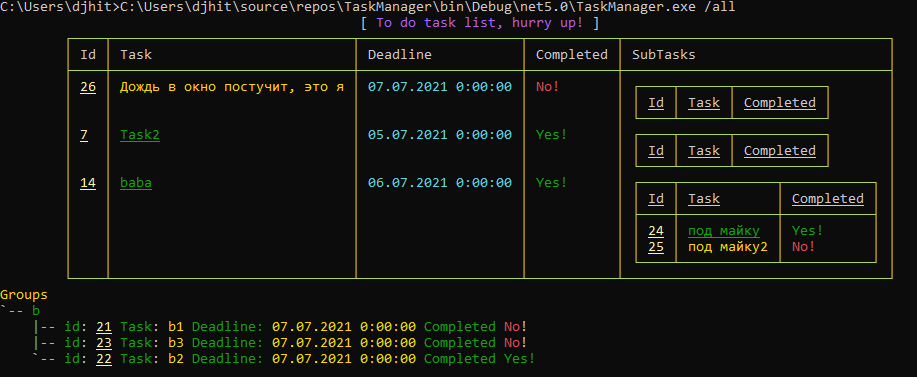 C:\Users\djhit>C:\Users\djhit\source\repos\TaskManager\bin\Debug\net5.0\TaskManager.exe /all
[ To do task list, hurry up! ]
Id Task Deadline Completed SubTasks
26 Дождь в окно постучит, это я 07.07.2021 0:00:00 No!
Id Task Completed
7 Task2 05.07.2021 0:00:00 Yes!
Id Task Completed
14 baba 06.07.2021 0:00:00 Yes!
Id Task Completed
24 под майку Yes!
25 под майку2 No!
Groups
`-- b
|-- id: 21 Task: b1 Deadline: 07.07.2021 0:00:00 Completed No!
|-- id: 23 Task: b3 Deadline: 07.07.2021 0:00:00 Completed No!
`-- id: 22 Task: b2 Deadline: 07.07.2021 0:00:00 Completed Yes!